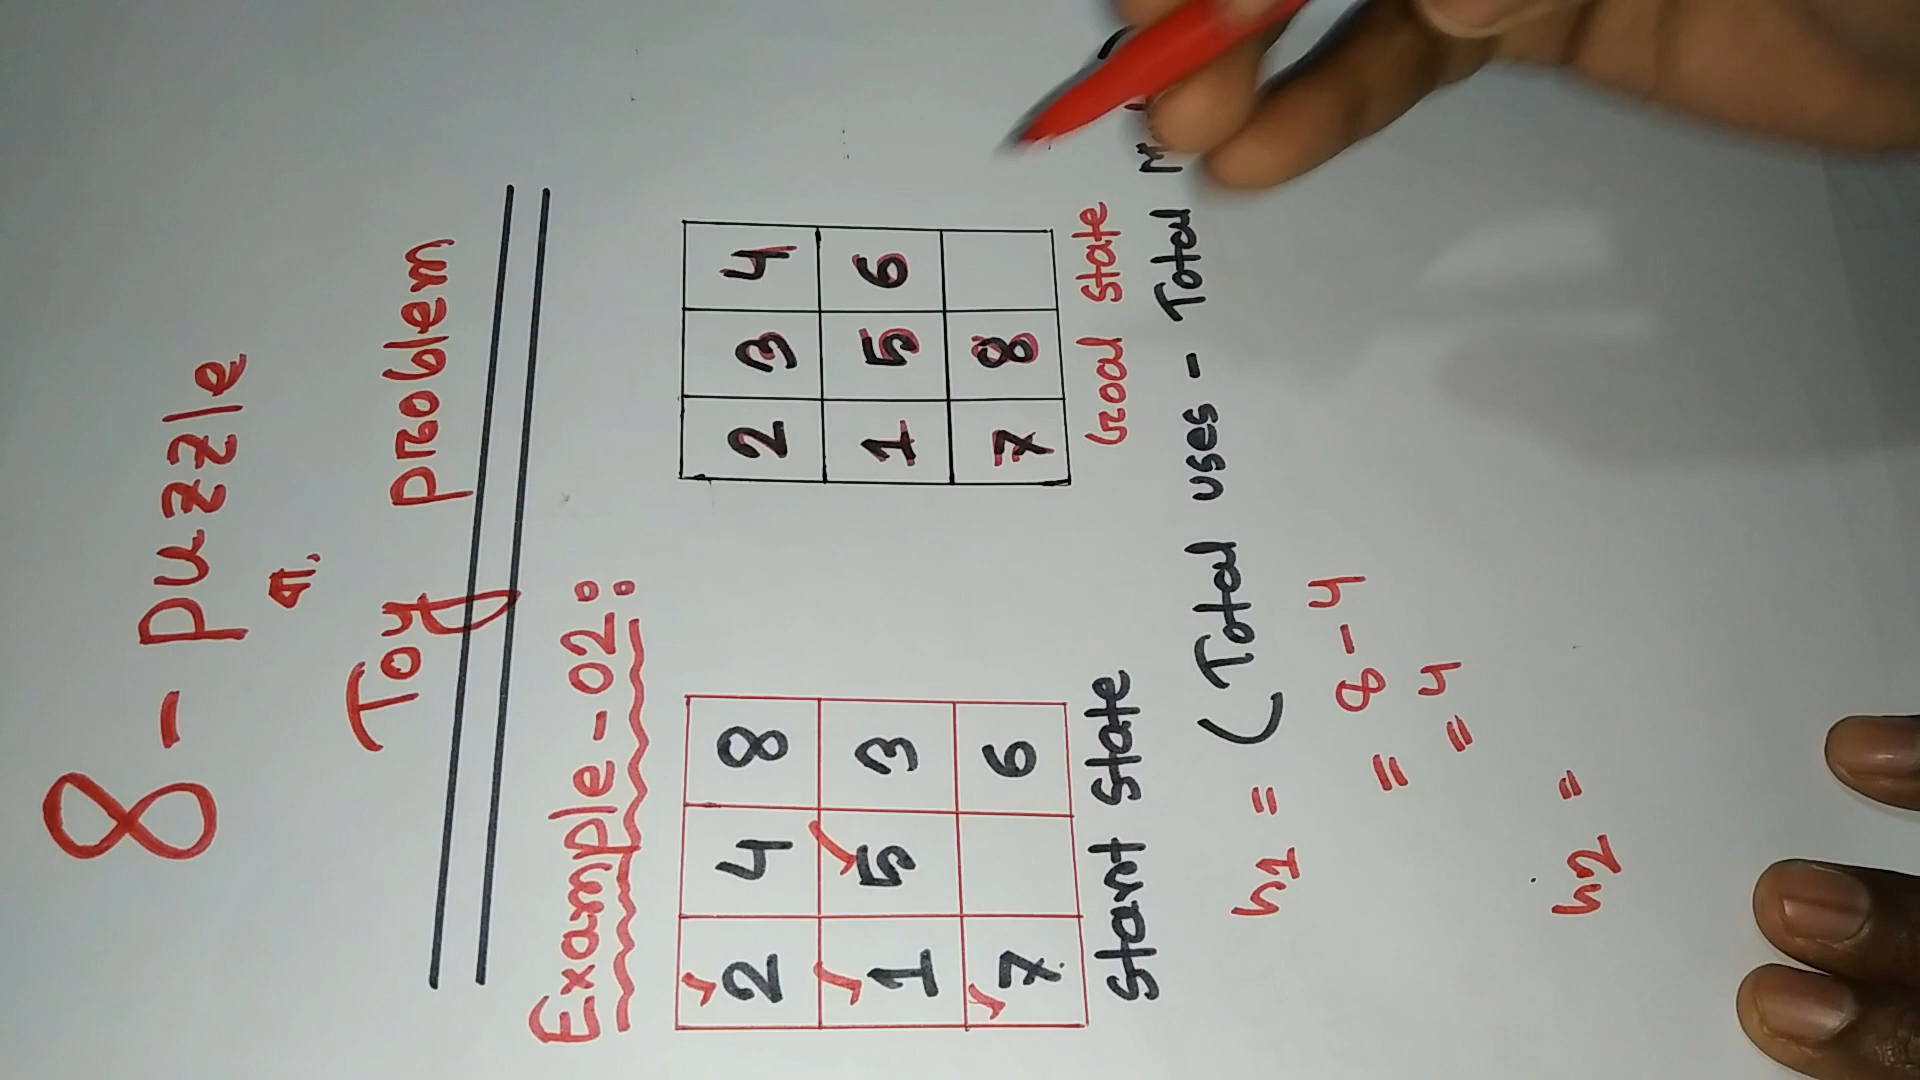 8-puzzle
Toy problem
Example-02:
2 4 8
1 5 3
7 6
Start State
2 3 4
1 5 6
7 8
Goal State
h1 = (Total uses - Total
= 8-4
= 4
h2 =